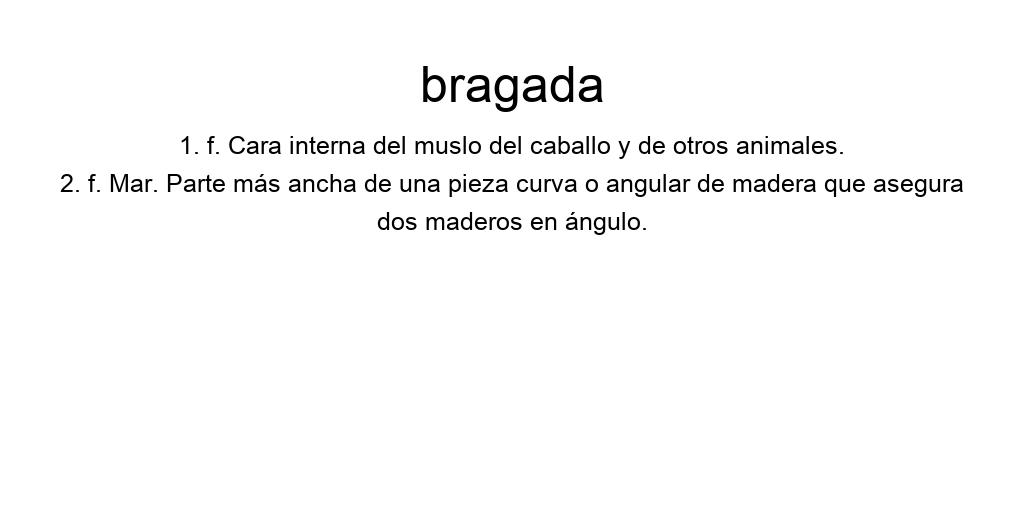 bragada
1. f. Cara interna del muslo del caballo y de otros animales.
2. f. Mar. Parte más ancha de una pieza curva o angular de madera que asegura
dos maderos en ángulo.